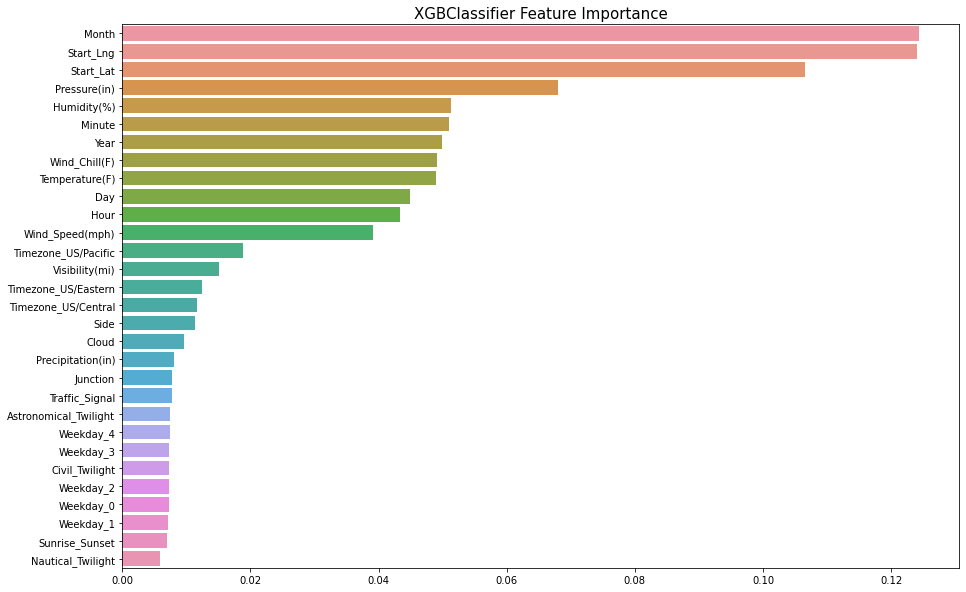 XGBClassifier Feature Importance
Month
Start_Lng
Start_Lat
Pressure(in)
Humidity(%)
Minute
Year
Wind_Chill(F)
Temperature(F)
Day
Hour
Wind_Speed(mph)
Timezone_US/Pacific
Visibility(mi)
Timezone_US/Eastern
Timezone_US/Central
Side
Cloud
Precipitation(in)
Junction
Traffic_Signal
Astronomical_Twilight
Weekday_4
Weekday_3
Civil_Twilight
Weekday_2
Weekday_0
Weekday_1
Sunrise_Sunset
Nautical_Twilight
0.00 0.02 0.04 0.06 0.08 0.10 0.12